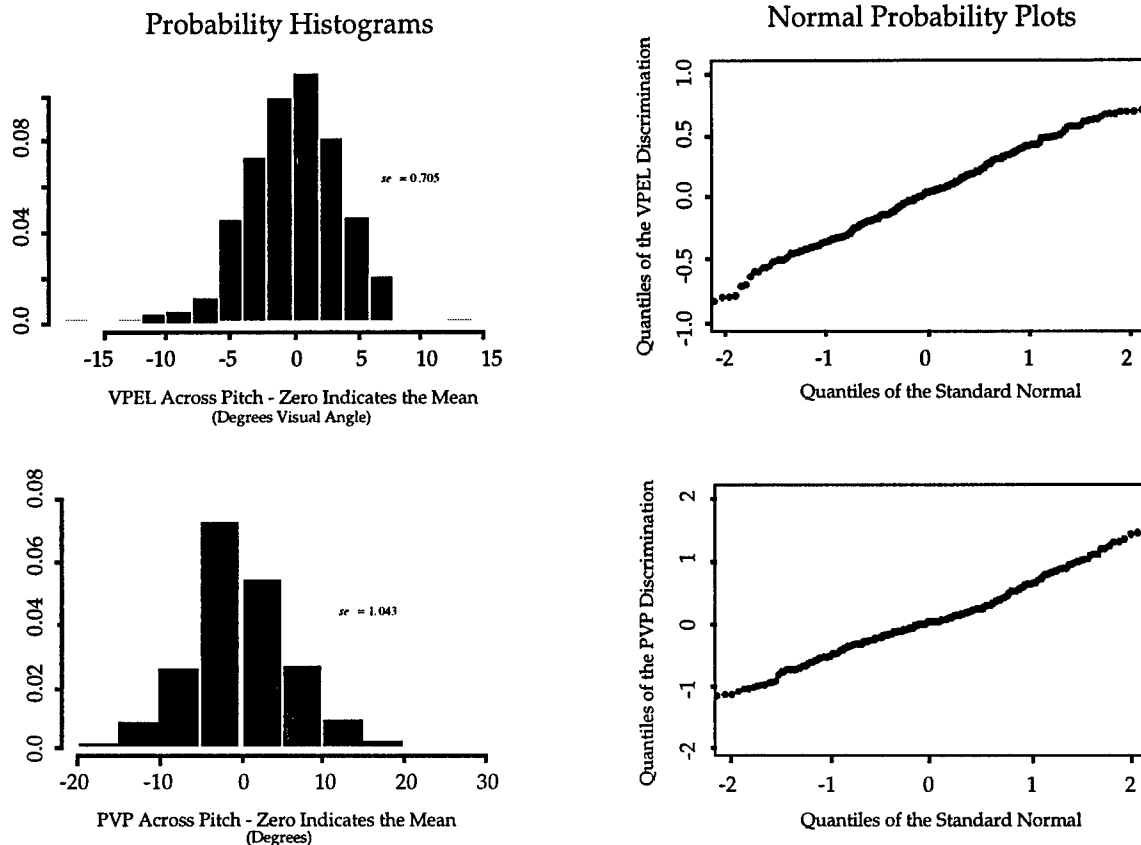 Probability Histograms
0.08
0.04
0.0
se = 0.705
-15 -10 -5 0 5 10 15
VPEL Across Pitch - Zero Indicates the Mean
(Degrees Visual Angle)
Normal Probability Plots
Quantiles of the VPEL Discrimination
1.0
0.5
0.0
-0.5
-1.0
-2 -1 0 1 2
Quantiles of the Standard Normal
0.08
0.06
0.04
0.02
0.0
se = 1.043
-20 -10 0 10 20 30
PVP Across Pitch - Zero Indicates the Mean
(Degrees)
Quantiles of the PVP Discrimination
2
1
0
-1
-2
-2 -1 0 1 2
Quantiles of the Standard Normal